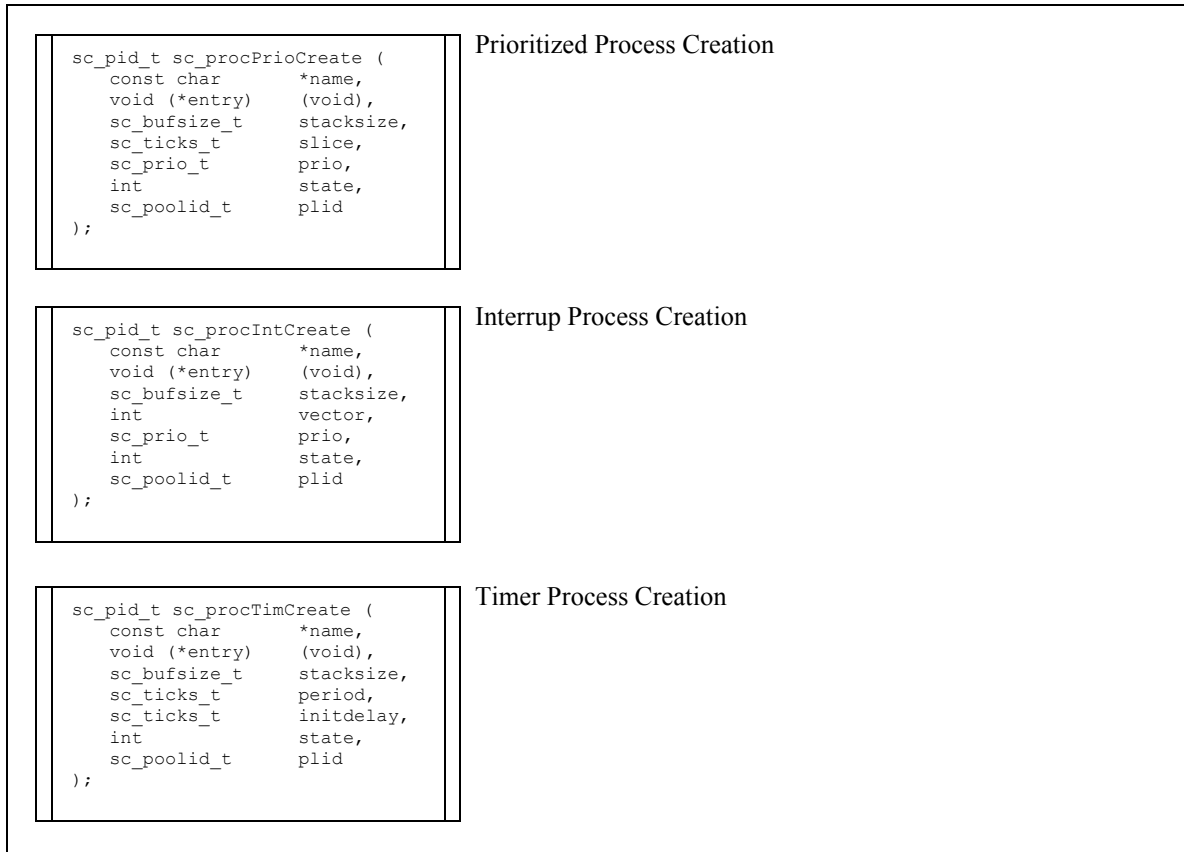 Prioritized Process Creation
sc_pid_t sc_procPrioCreate (
const char *name,
void (*entry) (void),
sc_bufsize_t stacksize,
sc_ticks_t slice,
sc_prio_t prio,
int state,
sc_poolid_t plid
);
Interrup Process Creation
sc_pid_t sc_procIntCreate (
const char *name,
void (*entry) (void),
sc_bufsize_t stacksize,
int vector,
sc_prio_t prio,
int state,
sc_poolid_t plid
);
Timer Process Creation
sc_pid_t sc_procTimCreate (
const char *name,
void (*entry) (void),
sc_bufsize_t stacksize,
sc_ticks_t period,
sc_ticks_t initdelay,
int state,
sc_poolid_t plid
);